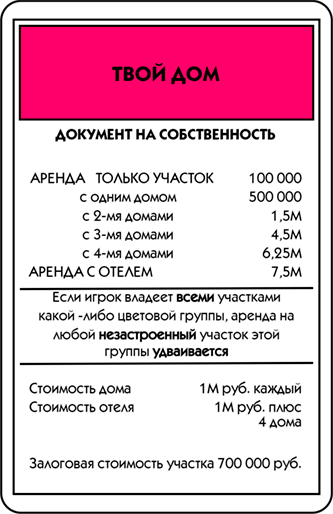 ТВОЙ ДОМ
ДОКУМЕНТ НА СОБСТВЕННОСТЬ
АРЕНДА ТОЛЬКО УЧАСТОК 100 000
с одним домом 500 000
с 2-мя домами 1,5М
с 3-мя домами 4,5М
с 4-мя домами 6,25М
АРЕНДА С ОТЕЛЕМ 7,5М
Если игрок владеет всеми участками
какой -либо цветовой группы, аренда на
любой незастроенный участок этой
группы удваивается
Стоимость дома 1М руб. каждый
Стоимость отеля 1М руб. плюс
4 дома
Залоговая стоимость участка 700 000 руб.